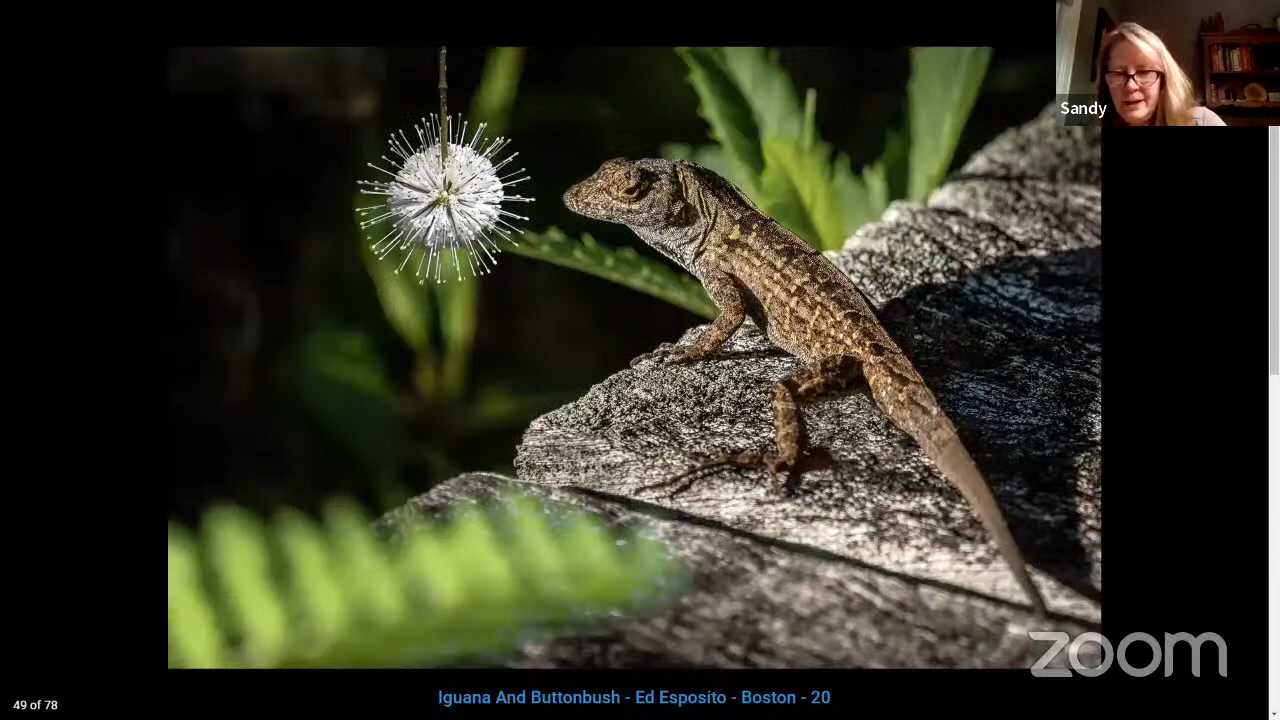 Sandy
zoom
Iguana And Buttonbush - Ed Esposito - Boston - 20
49 of 78